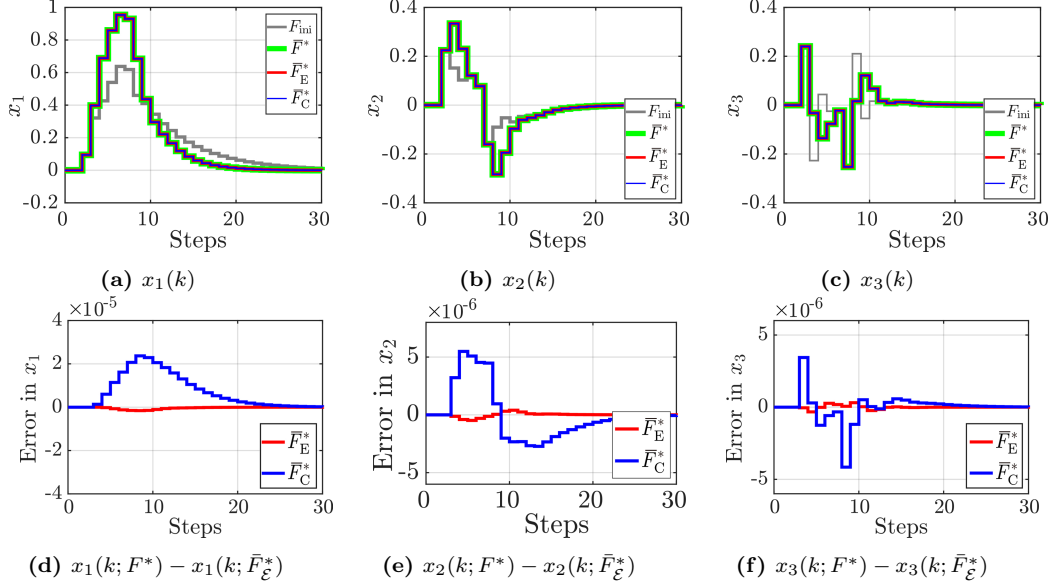 1
0.8
0.6
0.4
0.2
0
-0.2
0 10 20 30
x₁
Steps
F_ini
F̅*
F̅*_E
F̅*_C
(a) x₁(k)
0.4
0.2
0
-0.2
-0.4
0 10 20 30
x₂
Steps
F_ini
F̅*
F̅*_E
F̅*_C
(b) x₂(k)
0.4
0.2
0
-0.2
-0.4
0 10 20 30
x₃
Steps
F_ini
F̅*
F̅*_E
F̅*_C
(c) x₃(k)
×10⁻⁵
4
2
0
-2
-4
0 10 20 30
Error in x₁
Steps
F̅*_E
F̅*_C
(d) x₁(k; F*) − x₁(k; F̄*_ℰ)
×10⁻⁶
5
0
-5
0 10 20 30
Error in x₂
Steps
F̅*_E
F̅*_C
(e) x₂(k; F*) − x₂(k; F̄*_ℰ)
×10⁻⁶
5
0
-5
0 10 20 30
Error in x₃
Steps
F̅*_E
F̅*_C
(f) x₃(k; F*) − x₃(k; F̄*_ℰ)